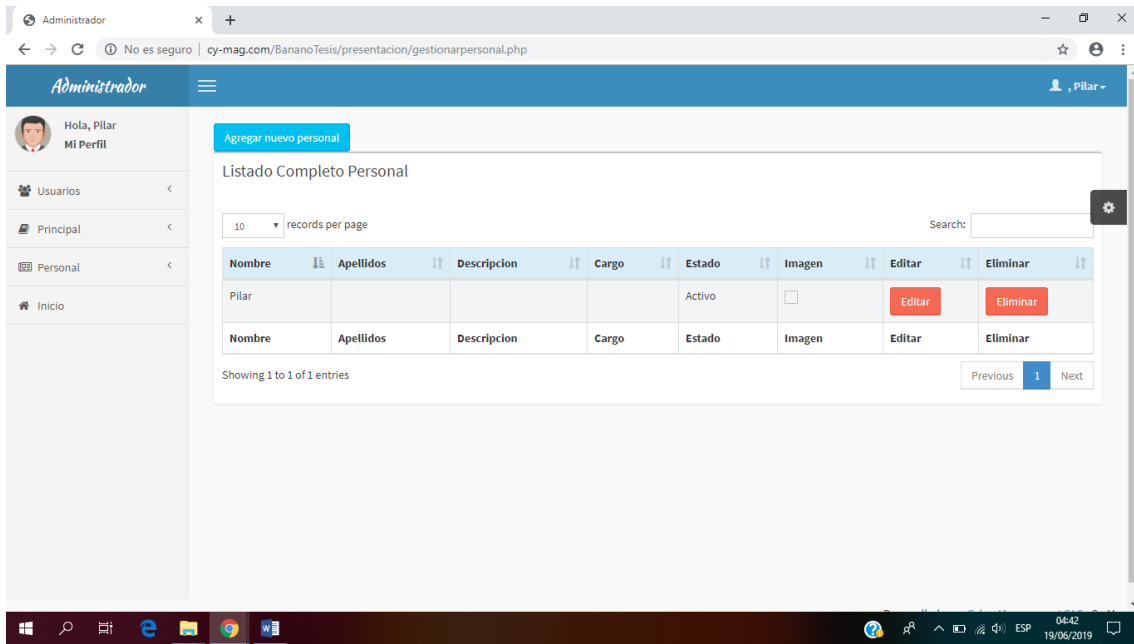 Administrador
No es seguro | cy-mag.com/BananoTesis/presentacion/gestionarpersonal.php
Administrador
, Pilar
Hola, Pilar
Mi Perfil
Usuarios
Principal
Personal
Inicio
Agregar nuevo personal
Listado Completo Personal
10 records per page
Search:
Nombre Apellidos Descripcion Cargo Estado Imagen Editar Eliminar
Pilar Activo Editar Eliminar
Nombre Apellidos Descripcion Cargo Estado Imagen Editar Eliminar
Showing 1 to 1 of 1 entries
Previous 1 Next
ESP
04:42
19/06/2019